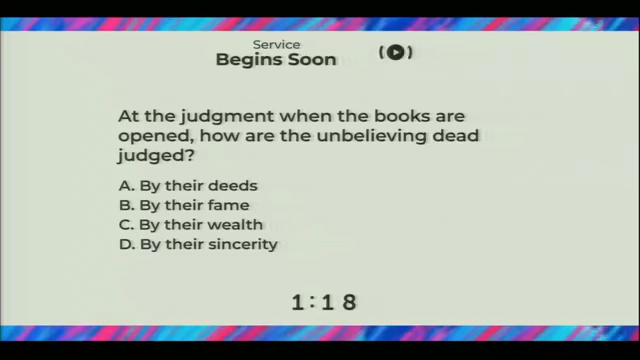 Service
Begins Soon
At the judgment when the books are
opened, how are the unbelieving dead
judged?
A. By their deeds
B. By their fame
C. By their wealth
D. By their sincerity
1:18